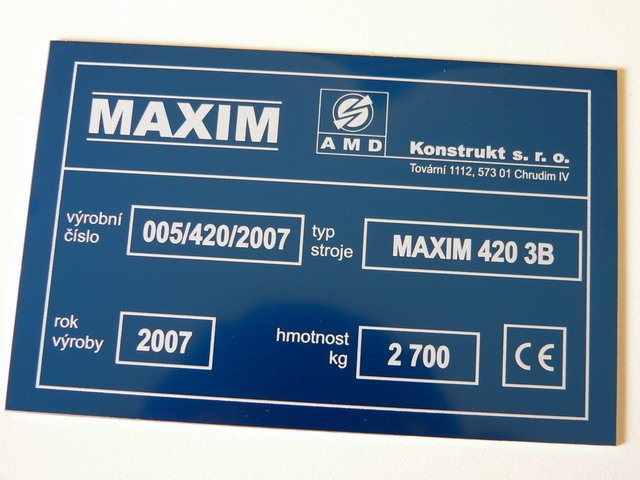 MAXIM
AMD
Konstrukt s. r. o.
Tovární 1112, 573 01 Chrudim IV
výrobní číslo
005/420/2007
typ stroje
MAXIM 420 3B
rok výroby
2007
hmotnost kg
2 700
CE